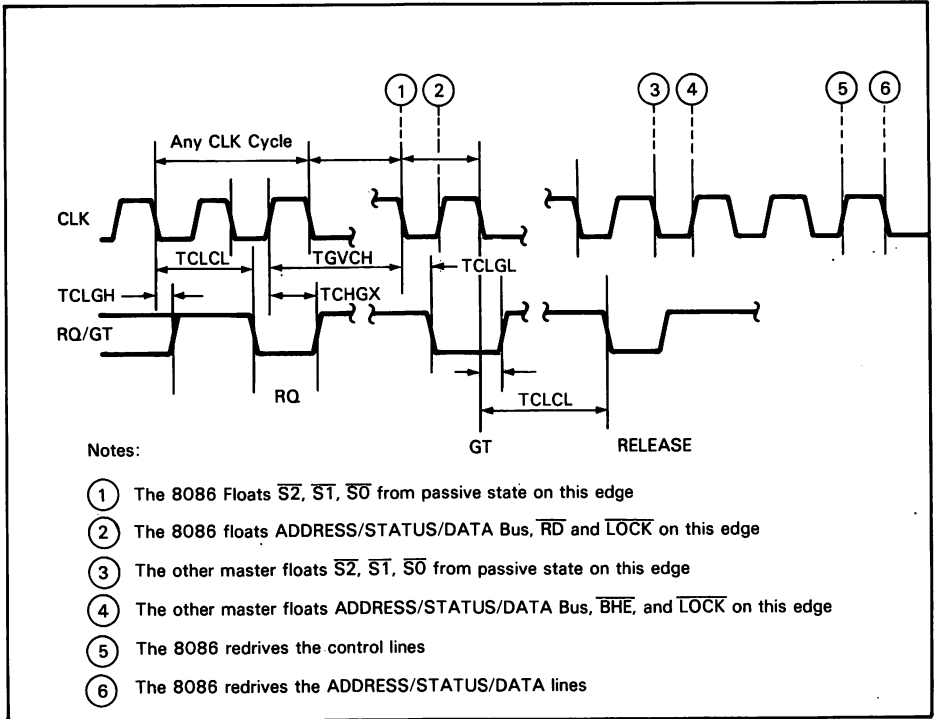 1 2 3 4 5 6
Any CLK Cycle
CLK
TCLCL TGVCH TCLGL
TCLGH TCHGX
RQ/GT
RQ TCLCL
GT RELEASE
Notes:
1 The 8086 Floats S2, S1, S0 from passive state on this edge
2 The 8086 floats ADDRESS/STATUS/DATA Bus, RD and LOCK on this edge
3 The other master floats S2, S1, S0 from passive state on this edge
4 The other master floats ADDRESS/STATUS/DATA Bus, BHE, and LOCK on this edge
5 The 8086 redrives the control lines
6 The 8086 redrives the ADDRESS/STATUS/DATA lines